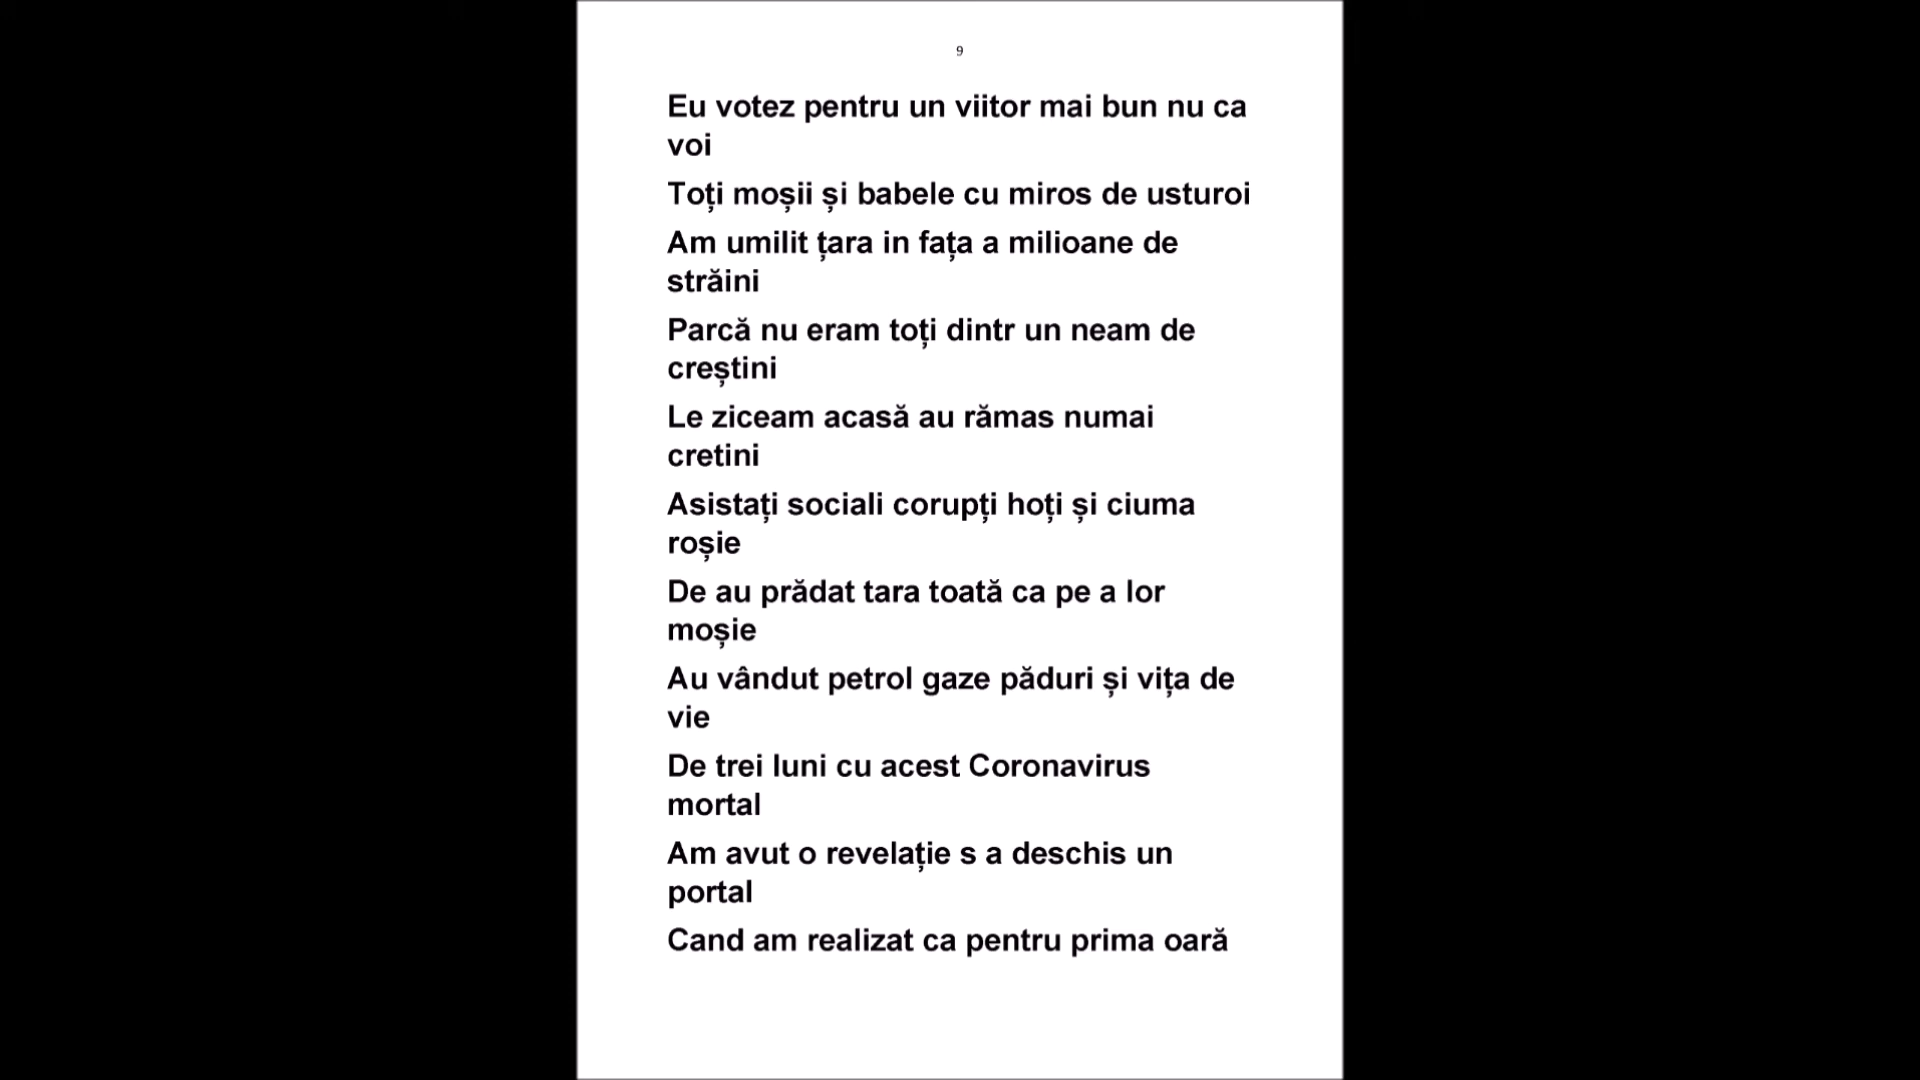 9
Eu votez pentru un viitor mai bun nu ca
voi
Toți moșii și babele cu miros de usturoi
Am umilit țara in fața a milioane de
străini
Parcă nu eram toți dintr un neam de
creștini
Le ziceam acasă au rămas numai
cretini
Asistați sociali corupți hoți și ciuma
roșie
De au prădat tara toată ca pe a lor
moșie
Au vândut petrol gaze păduri și vița de
vie
De trei luni cu acest Coronavirus
mortal
Am avut o revelație s a deschis un
portal
Cand am realizat ca pentru prima oară